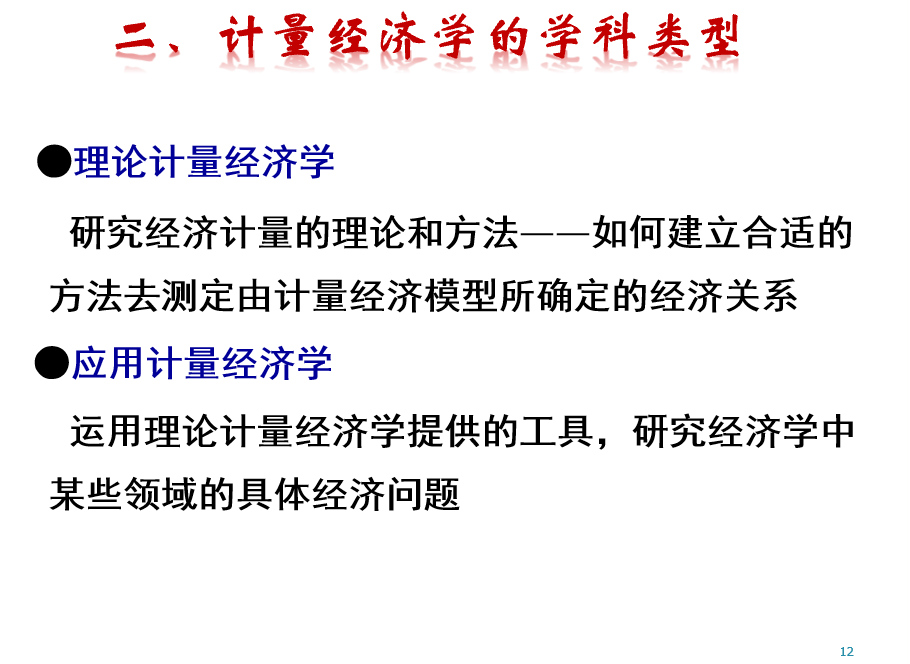 二、计量经济学的学科类型
●理论计量经济学
研究经济计量的理论和方法——如何建立合适的
方法去测定由计量经济模型所确定的经济关系
●应用计量经济学
运用理论计量经济学提供的工具，研究经济学中
某些领域的具体经济问题
12